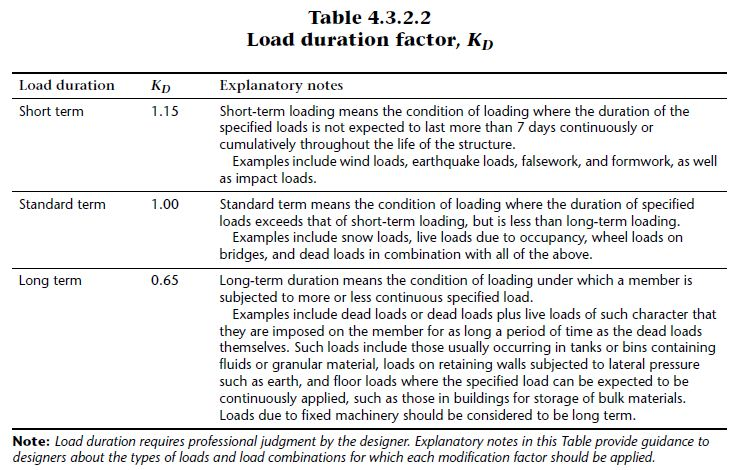 Table 4.3.2.2
Load duration factor, K_D
Load duration K_D Explanatory notes
Short term 1.15 Short-term loading means the condition of loading where the duration of the
specified loads is not expected to last more than 7 days continuously or
cumulatively throughout the life of the structure.
Examples include wind loads, earthquake loads, falsework, and formwork, as well
as impact loads.
Standard term 1.00 Standard term means the condition of loading where the duration of specified
loads exceeds that of short-term loading, but is less than long-term loading.
Examples include snow loads, live loads due to occupancy, wheel loads on
bridges, and dead loads in combination with all of the above.
Long term 0.65 Long-term duration means the condition of loading under which a member is
subjected to more or less continuous specified load.
Examples include dead loads or dead loads plus live loads of such character that
they are imposed on the member for as long a period of time as the dead loads
themselves. Such loads include those usually occurring in tanks or bins containing
fluids or granular material, loads on retaining walls subjected to lateral pressure
such as earth, and floor loads where the specified load can be expected to be
continuously applied, such as those in buildings for storage of bulk materials.
Loads due to fixed machinery should be considered to be long term.
Note: Load duration requires professional judgment by the designer. Explanatory notes in this Table provide guidance to
designers about the types of loads and load combinations for which each modification factor should be applied.